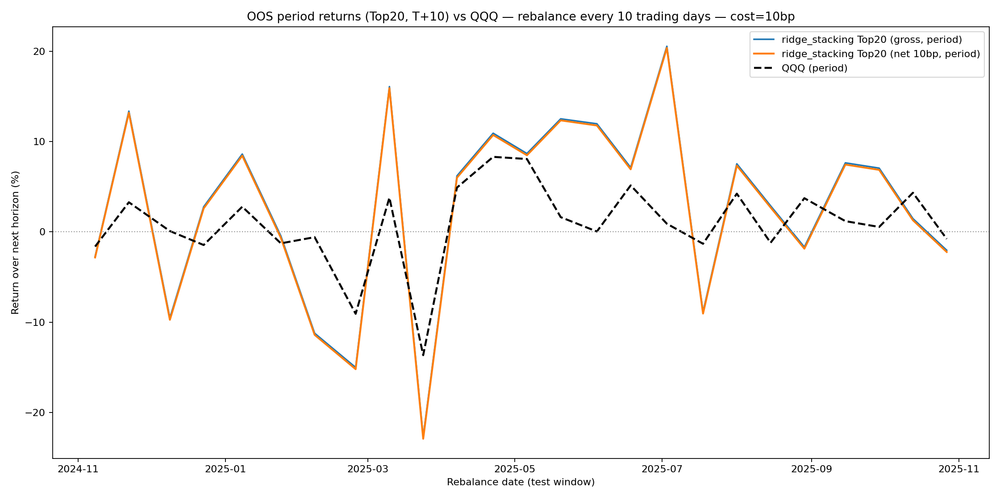 OOS period returns (Top20, T+10) vs QQQ — rebalance every 10 trading days — cost=10bp
ridge_stacking Top20 (gross, period)
ridge_stacking Top20 (net 10bp, period)
QQQ (period)
Return over next horizon (%)
20
10
0
−10
−20
2024-11
2025-01
2025-03
2025-05
2025-07
2025-09
2025-11
Rebalance date (test window)